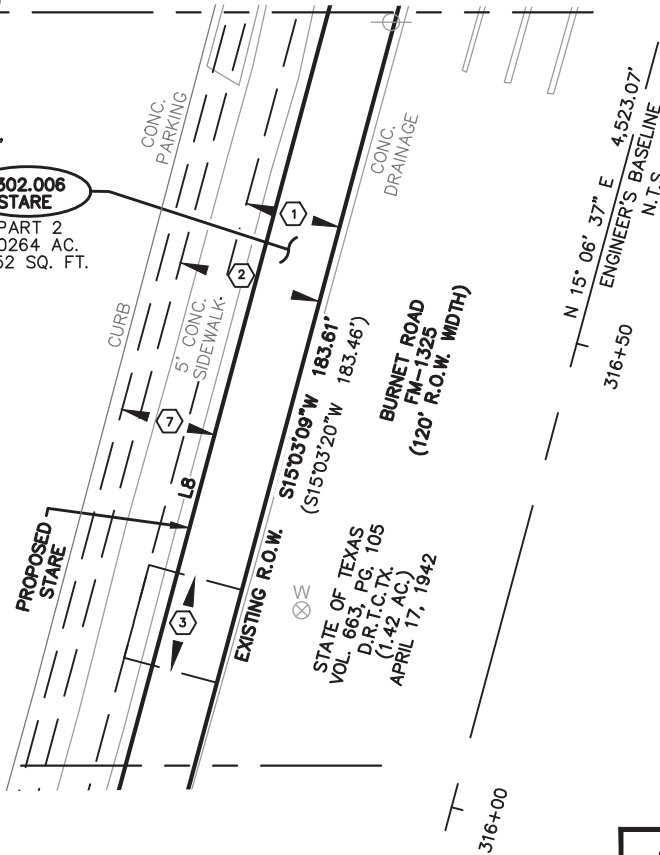 CONC.
PARKING
CONC.
DRAINAGE
302.006
STARE
PART 2
0264 AC.
52 SQ. FT.
1
2
CURB
5' CONC.
SIDEWALK
7
L8
PROPOSED
STARE
3
S15°03'09"W 183.61'
(S15°03'20"W 183.46')
EXISTING R.O.W.
BURNET ROAD
FM-1325
(120' R.O.W. WIDTH)
W
STATE OF TEXAS
VOL. 663, PG. 105
D.R.T.C.TX.
(1.42 AC.)
APRIL 17, 1942
N 15° 06' 37" E 4,523.07'
ENGINEER'S BASELINE
N.T.S.
316+50
316+00